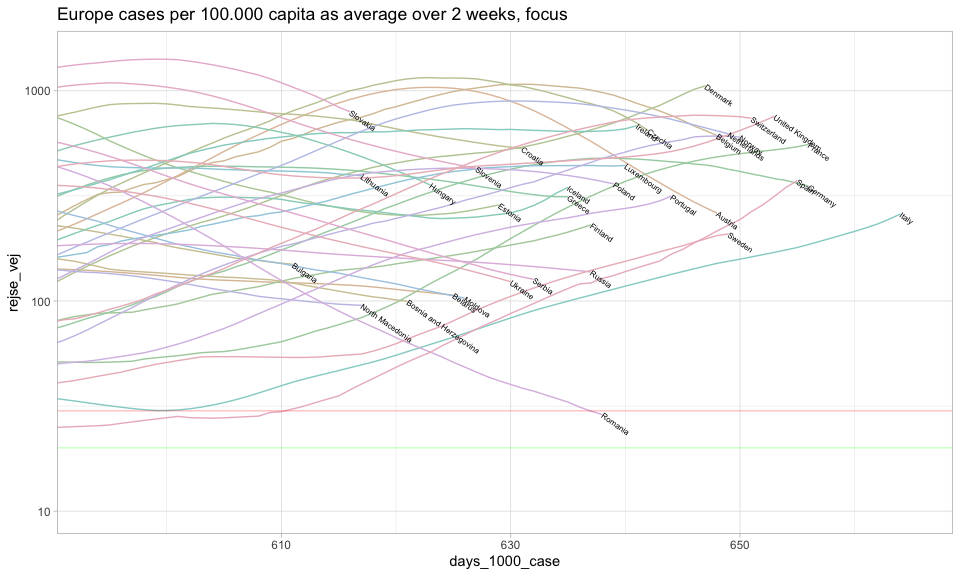 Europe cases per 100.000 capita as average over 2 weeks, focus
rejse_vej
1000
100
10
Denmark
Slovakia
Ireland
Czechia
Switzerland
United Kingdom
France
Belgium
Netherlands
Norway
Croatia
Slovenia
Lithuania
Hungary
Luxembourg
Poland
Iceland
Greece
Portugal
Spain
Germany
Estonia
Austria
Italy
Finland
Sweden
Bulgaria
Ukraine
Serbia
Russia
Belarus
Moldova
North Macedonia
Bosnia and Herzegovina
Romania
610
630
650
days_1000_case